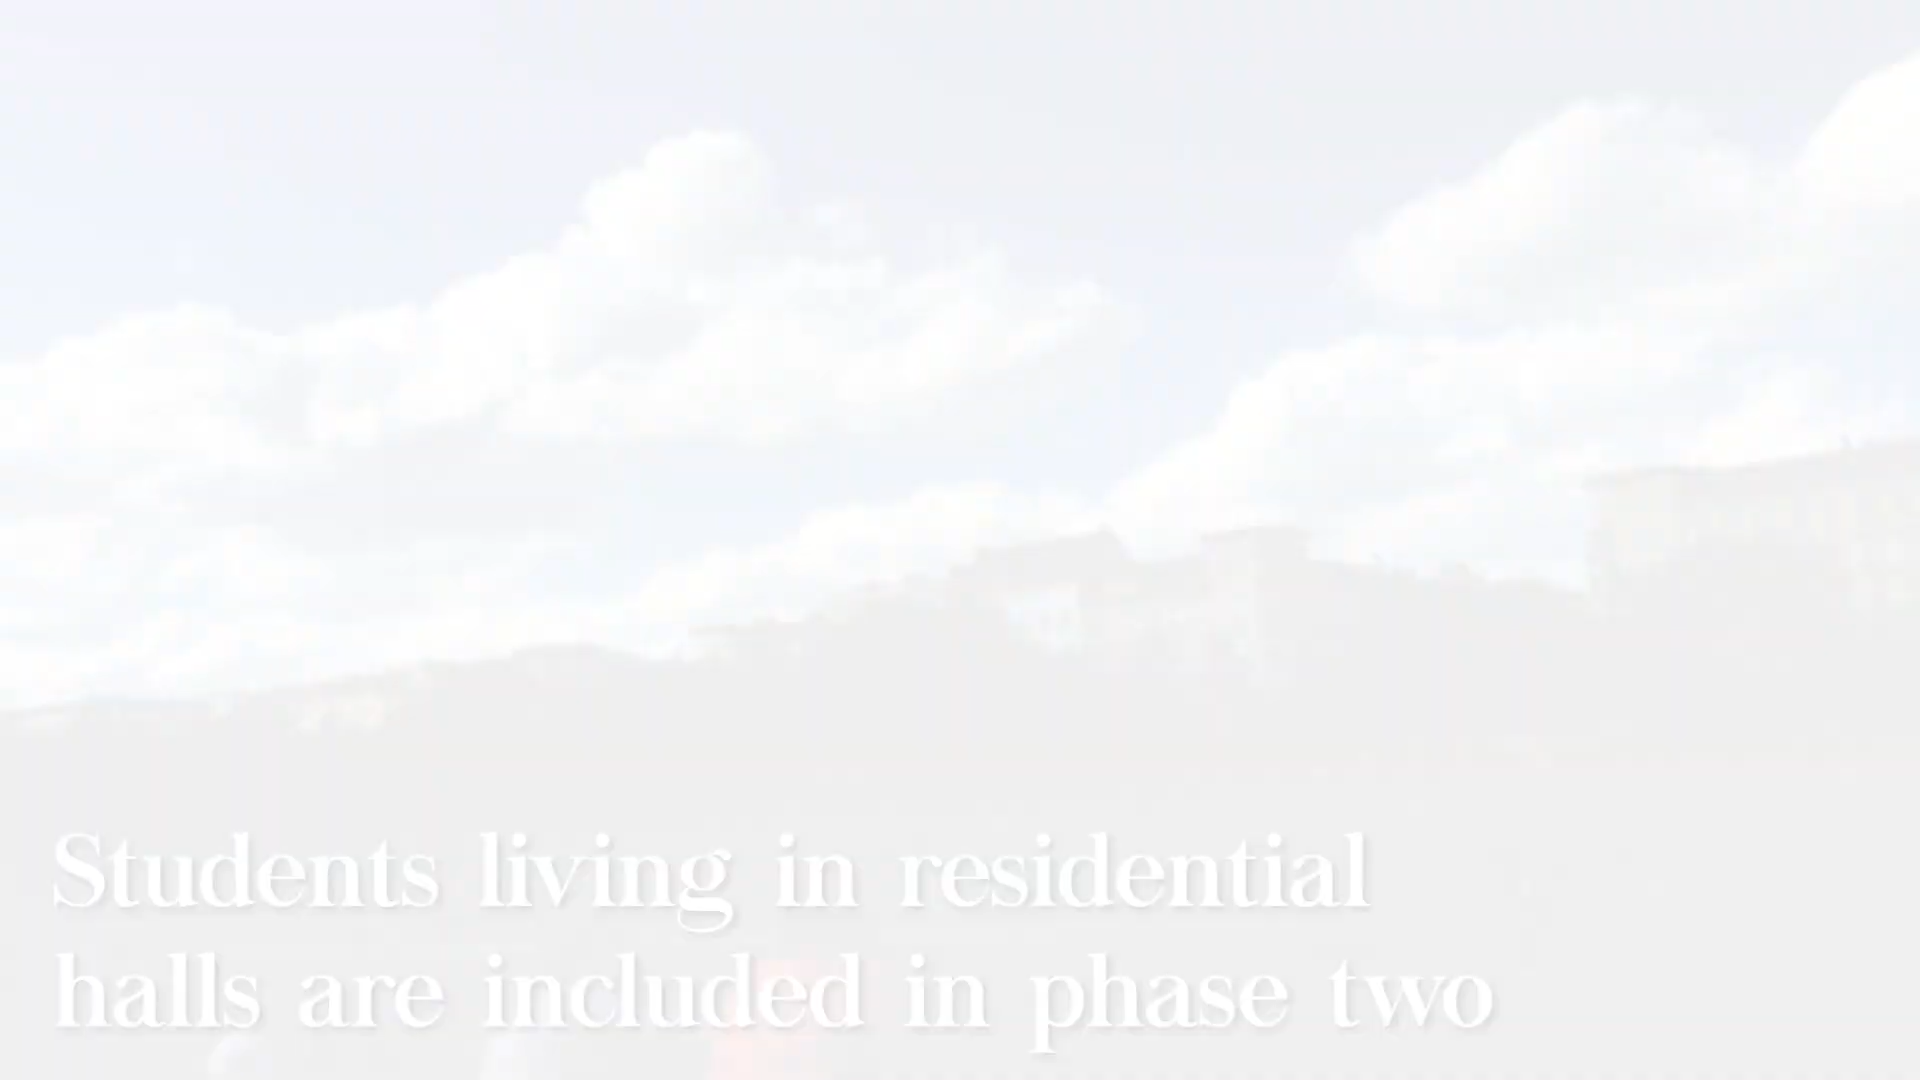 Students living in residential
halls are included in phase two